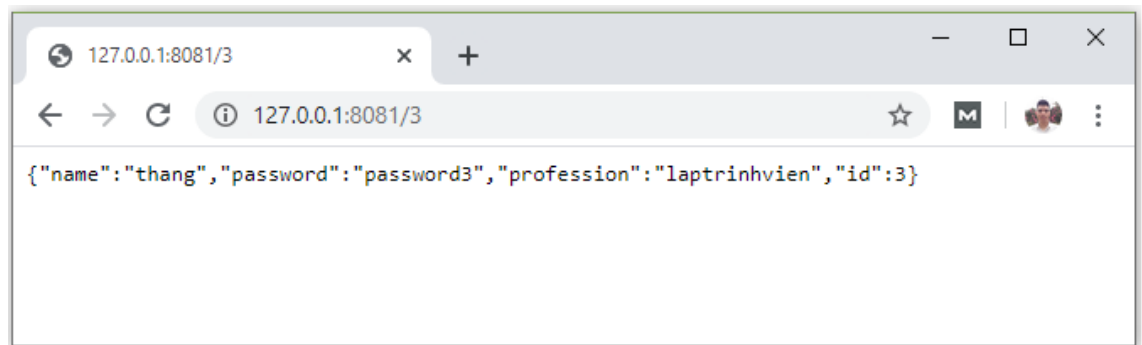 127.0.0.1:8081/3
127.0.0.1:8081/3
M
{"name":"thang","password":"password3","profession":"laptrinhvien","id":3}